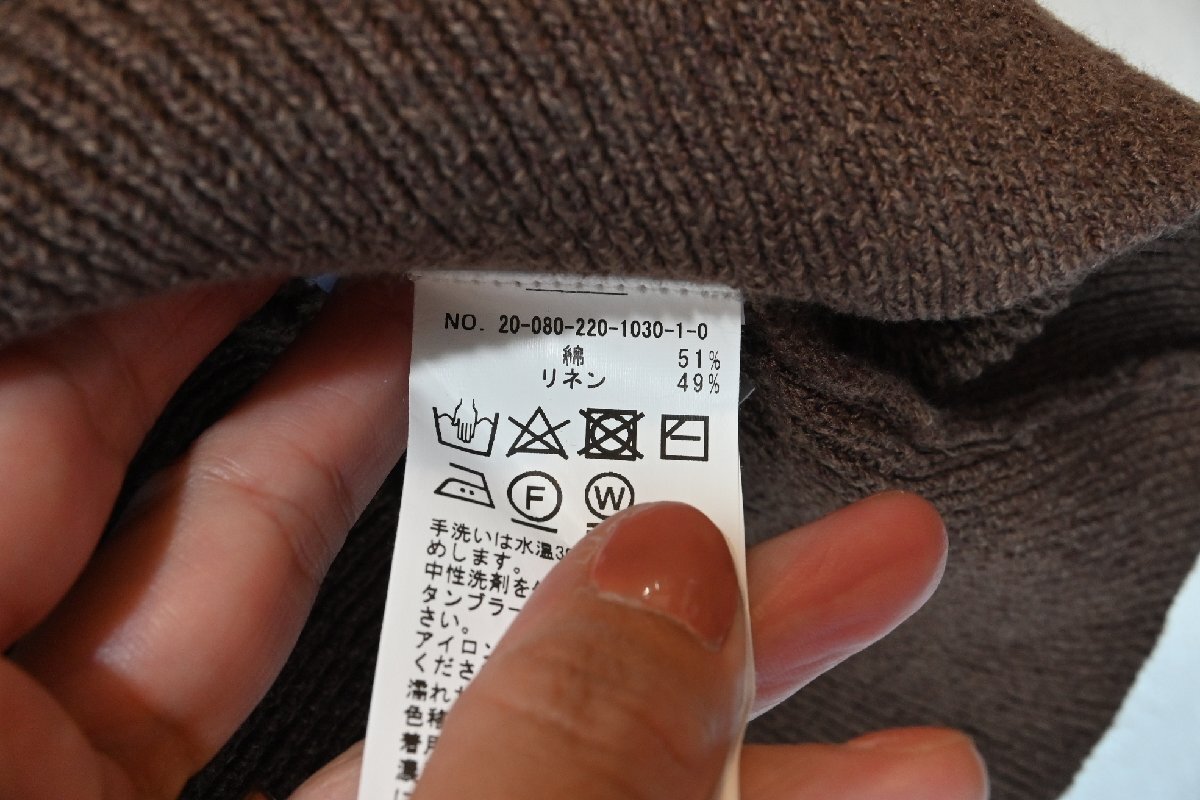 NO. 20-080-220-1030-1-0
綿 51%
リネン 49%
F W
手洗いは水温3
めします。
中性洗剤を
タンブラー
さい。
アイロン
くださ
濡れ
色移
着用
濃